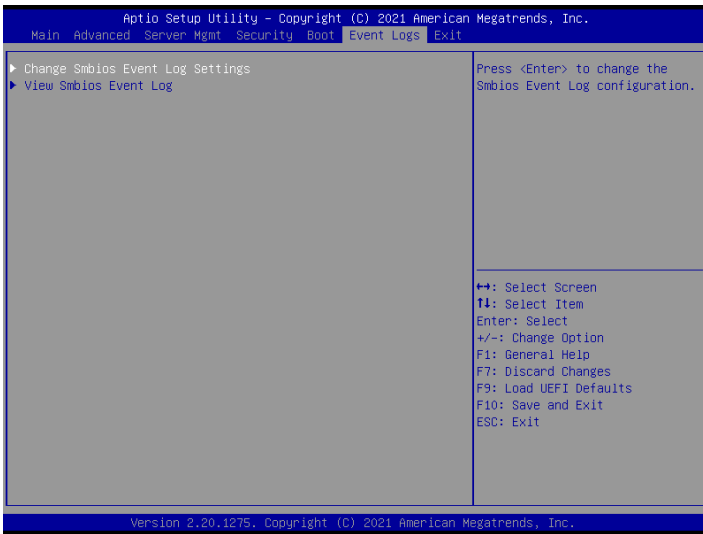 Aptio Setup Utility – Copyright (C) 2021 American Megatrends, Inc.
Main Advanced Server Mgmt Security Boot Event Logs Exit
▶ Change Smbios Event Log Settings
▶ View Smbios Event Log
Press <Enter> to change the
Smbios Event Log configuration.
↔: Select Screen
↑↓: Select Item
Enter: Select
+/-: Change Option
F1: General Help
F7: Discard Changes
F9: Load UEFI Defaults
F10: Save and Exit
ESC: Exit
Version 2.20.1275. Copyright (C) 2021 American Megatrends, Inc.